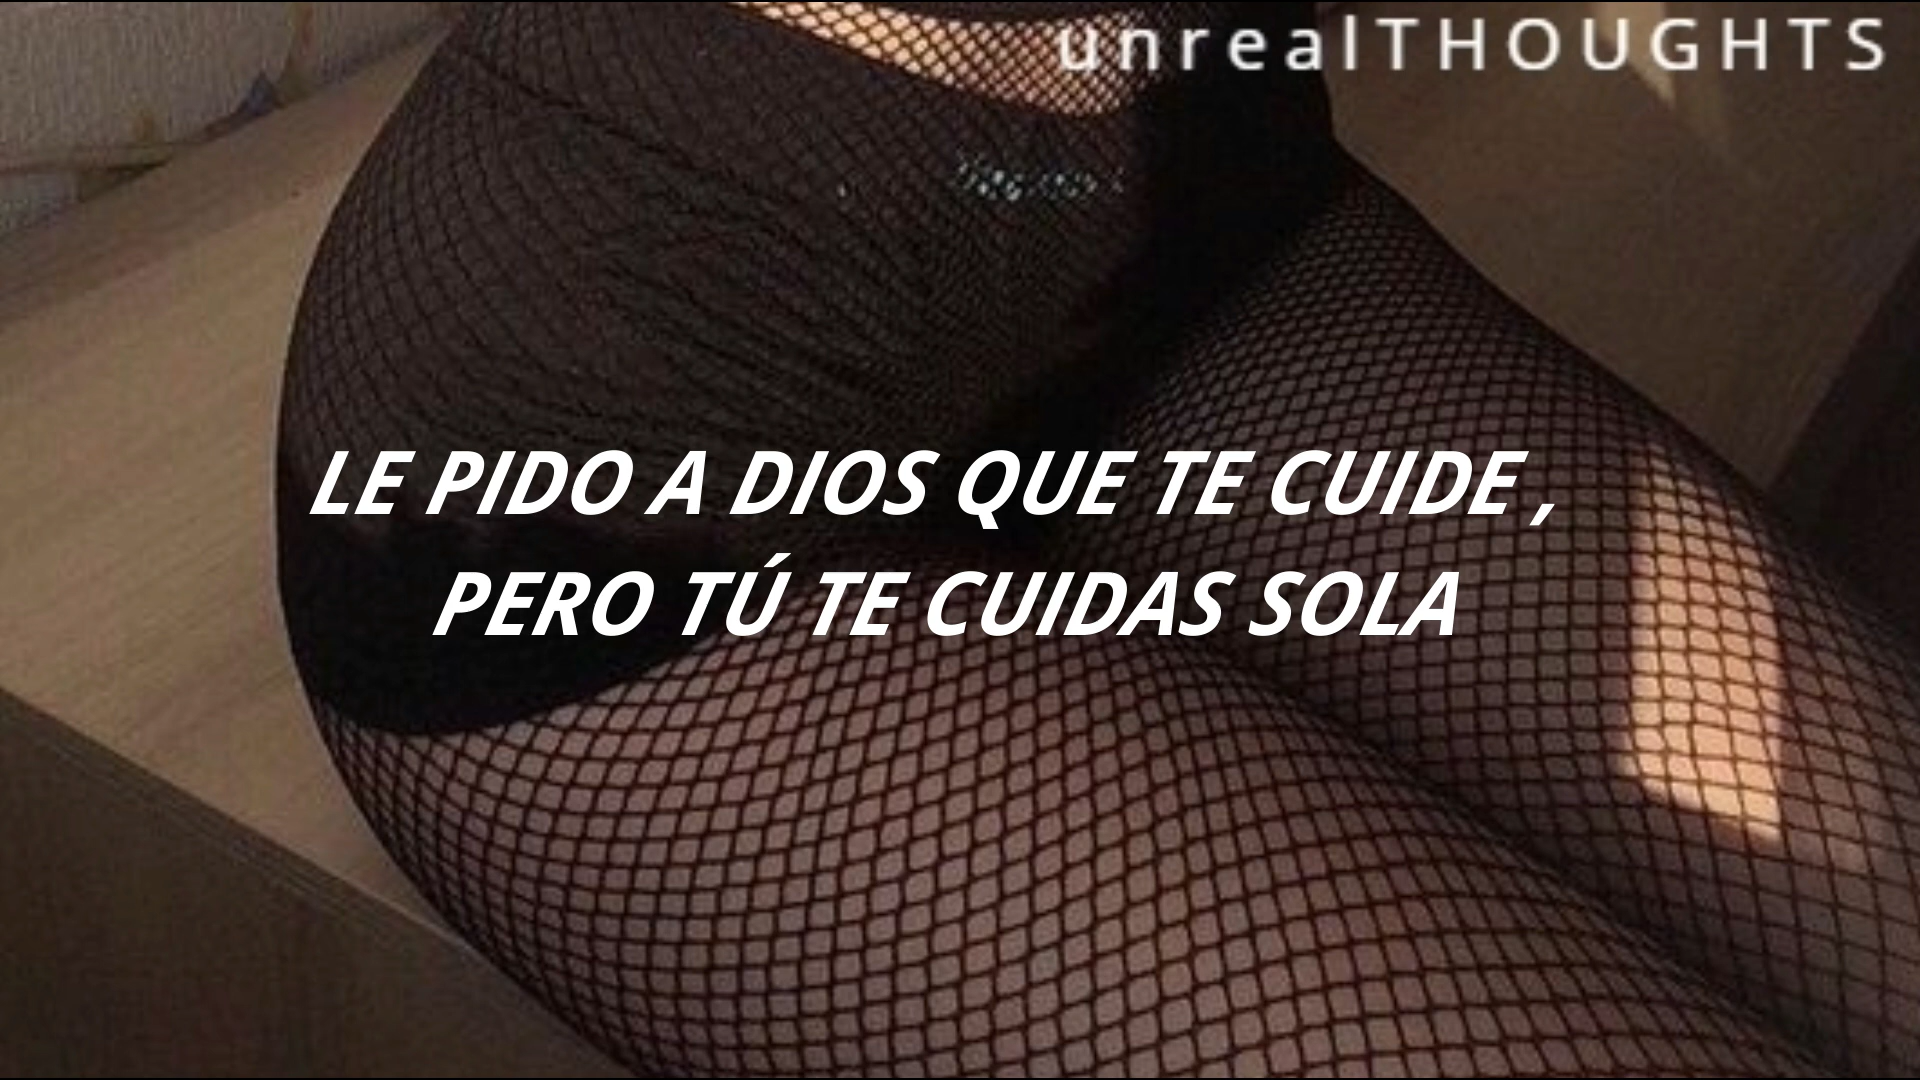 unrealTHOUGHTS
LE PIDO A DIOS QUE TE CUIDE ,
PERO TÚ TE CUIDAS SOLA